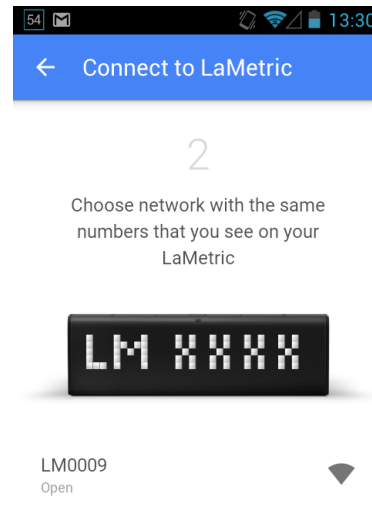 54 13:30
Connect to LaMetric
2
Choose network with the same
numbers that you see on your
LaMetric
LM XXXX
LM0009
Open